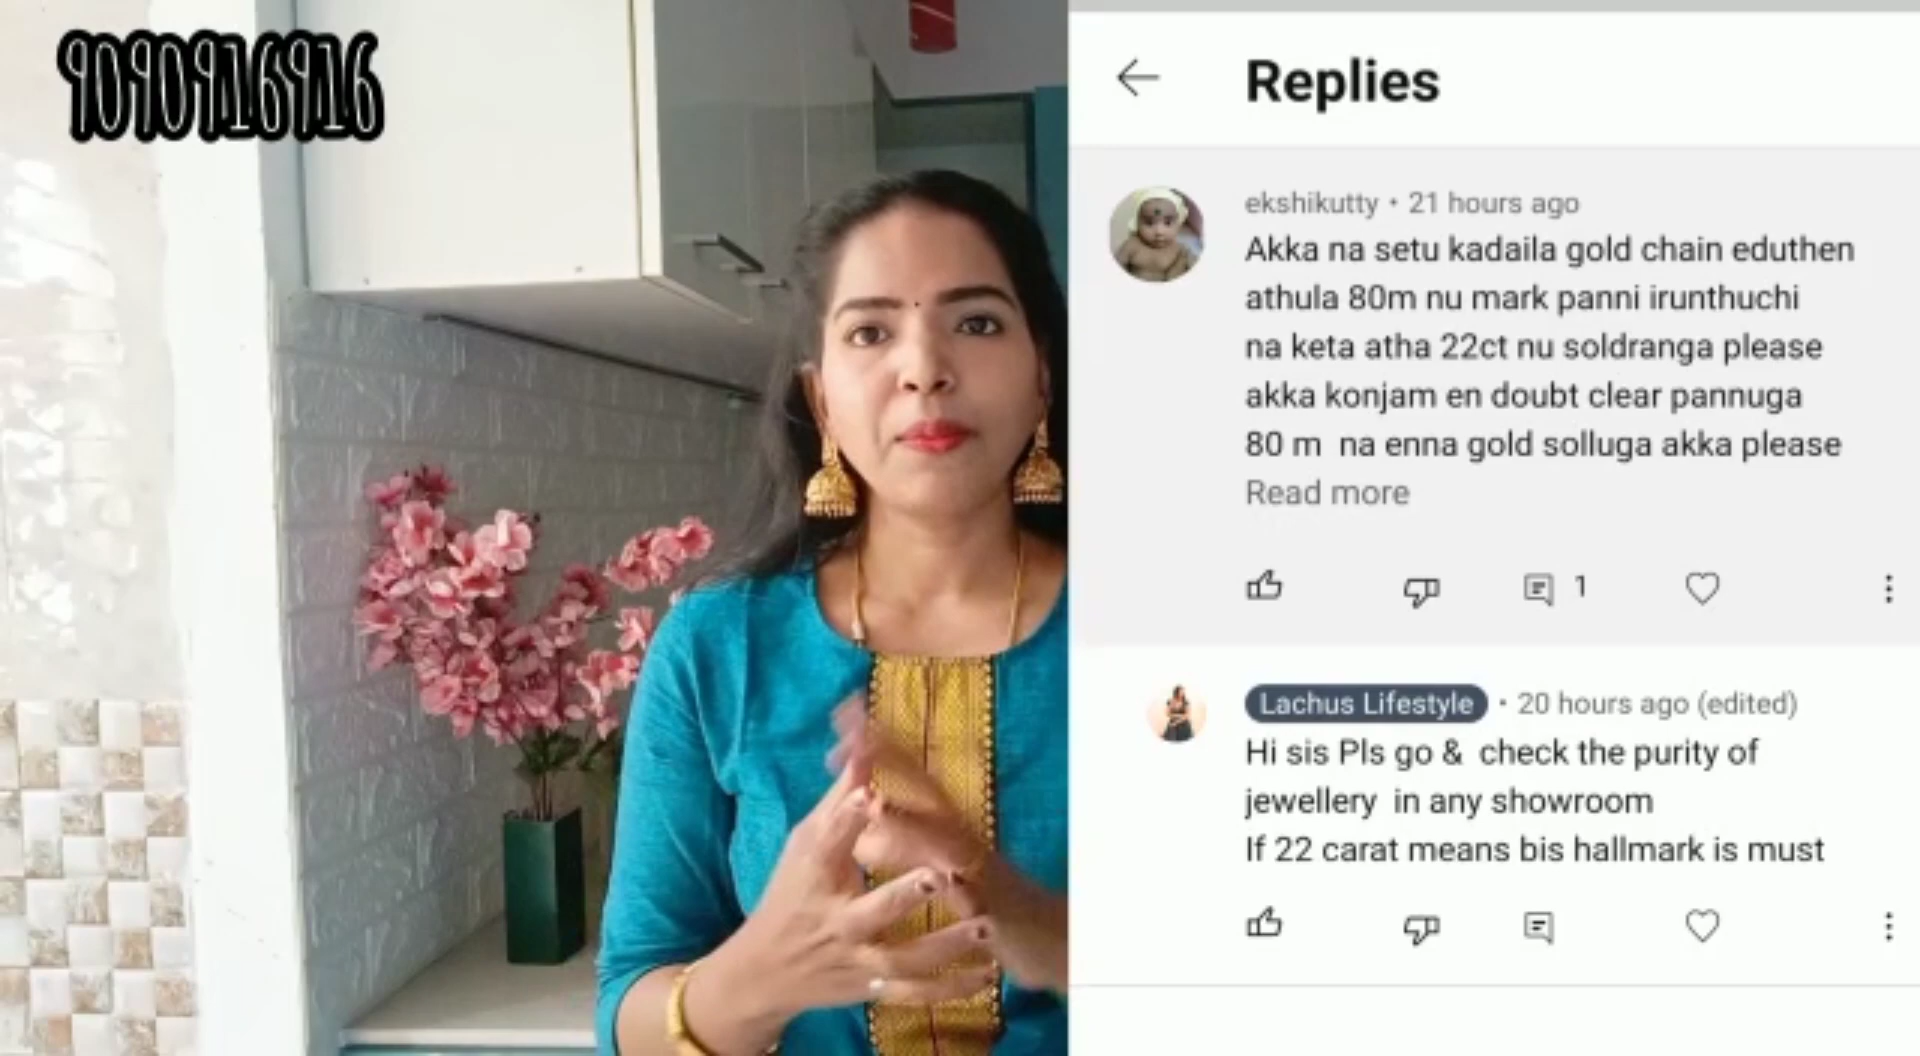 9090916916
Replies
ekshikutty • 21 hours ago
Akka na setu kadaila gold chain eduthen
athula 80m nu mark panni irunthuchi
na keta atha 22ct nu soldranga please
akka konjam en doubt clear pannuga
80 m  na enna gold solluga akka please
Read more
1
Lachus Lifestyle • 20 hours ago (edited)
Hi sis Pls go &  check the purity of
jewellery  in any showroom
If 22 carat means bis hallmark is must